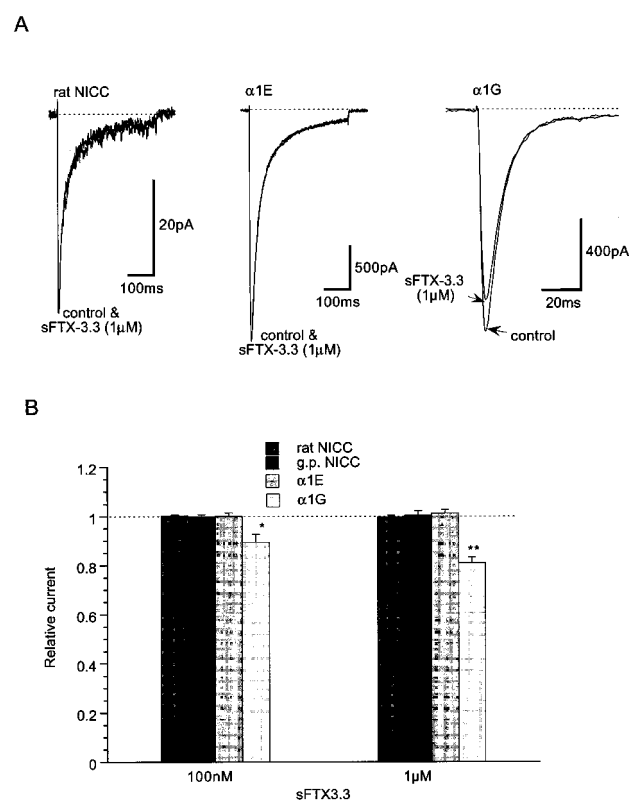 A
rat NICC
α1E
α1G
20pA
100ms
control &
sFTX-3.3 (1μM)
500pA
100ms
control &
sFTX-3.3 (1μM)
400pA
20ms
sFTX-3.3
(1μM)
control
B
rat NICC
g.p. NICC
α1E
α1G
Relative current
1.2
1
0.8
0.6
0.4
0.2
0
*
**
100nM
1μM
sFTX3.3